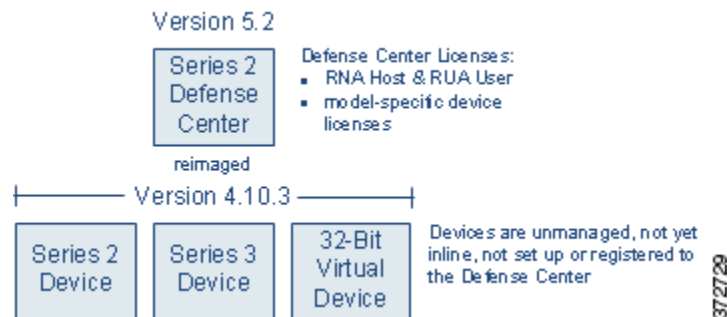 Version 5.2
Series 2
Defense
Center
Defense Center Licenses:
▪ RNA Host & RUA User
▪ model-specific device
licenses
reimaged
Version 4.10.3
Series 2
Device
Series 3
Device
32-Bit
Virtual
Device
Devices are unmanaged, not yet
inline, not set up or registered to
the Defense Center
372729